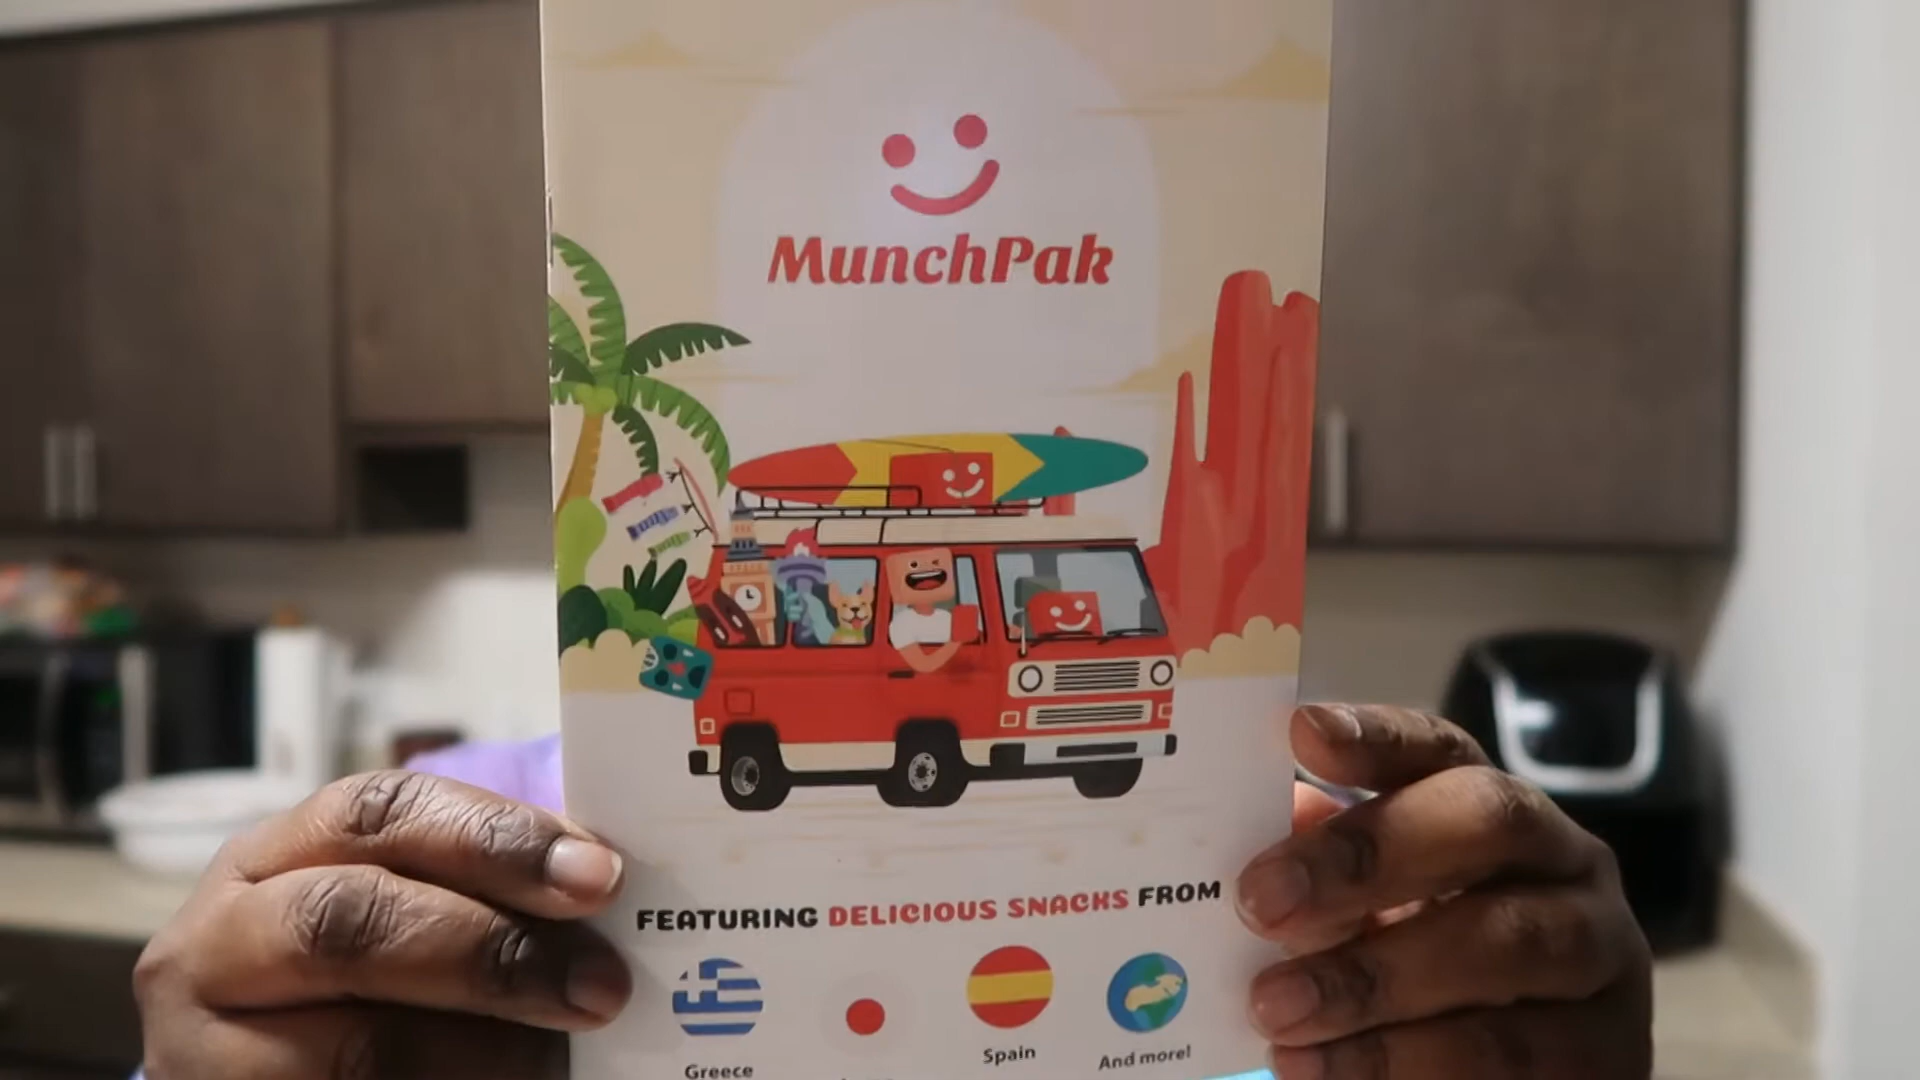 MunchPak
FEATURING DELICIOUS SNACKS FROM
Greece
Spain
And more!